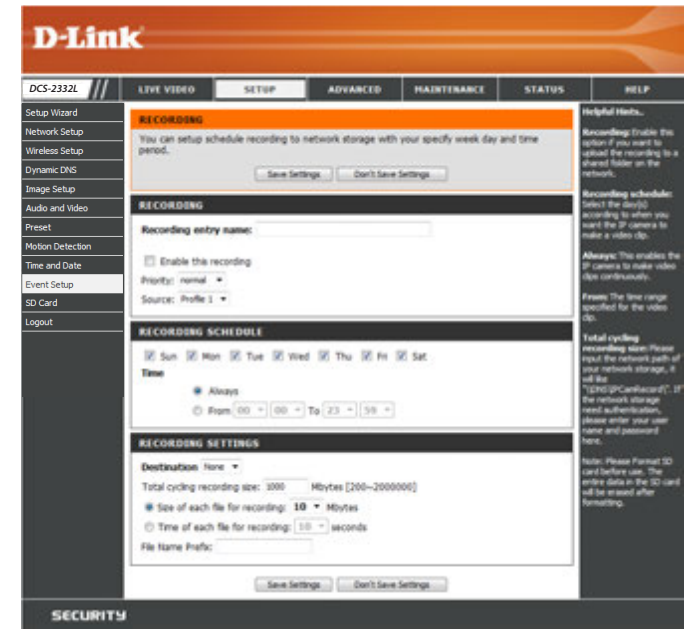 D-Link
DCS-2332L // LIVE VIDEO SETUP ADVANCED MAINTENANCE STATUS HELP
Setup Wizard
Network Setup
Wireless Setup
Dynamic DNS
Image Setup
Audio and Video
Preset
Motion Detection
Time and Date
Event Setup
SD Card
Logout
RECORDING
You can setup schedule recording to network storage with your specify week day and time
period.
Save Settings Don't Save Settings
RECORDING
Recording entry name:
Enable this recording
Priority: normal
Source: Profile 1
RECORDING SCHEDULE
Sun Mon Tue Wed Thu Fri Sat
Time
Always
From 00 00 To 23 59
RECORDING SETTINGS
Destination None
Total cycling recording size: 1000 Mbytes [200~2000000]
Size of each file for recording: 10 Mbytes
Time of each file for recording: 10 seconds
File Name Prefix:
Save Settings Don't Save Settings
Helpful Hints..
Recording: Enable this
option if you want to
upload the recording to a
shared folder on the
network.
Recording schedule:
Select the day(s)
according to when you
want the IP camera to
make a video clip.
Always: This enables the
IP camera to make video
clips continuously.
From: The time range
specified for the video
clip.
Total cycling
recording size: Please
input the network path of
your network storage, it
will like
If
the network storage
need authentication,
please enter your user
name and password
here.
Note: Please Format SD
card before use. The
entire data in the SD card
will be erased after
formatting.
SECURITY